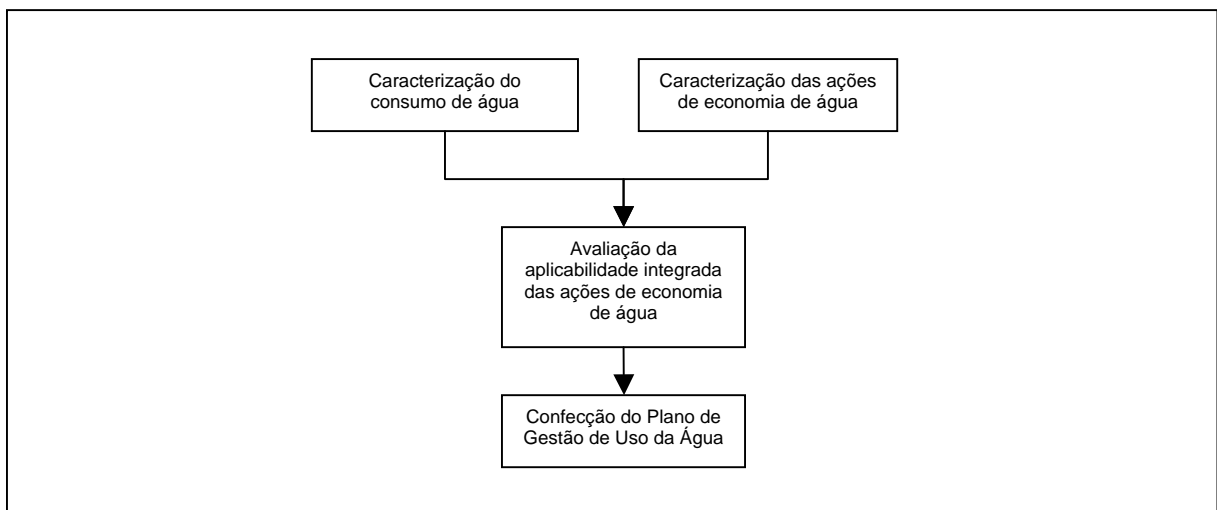 Caracterização do
consumo de água
Caracterização das ações
de economia de água
Avaliação da
aplicabilidade integrada
das ações de economia
de água
Confecção do Plano de
Gestão de Uso da Água